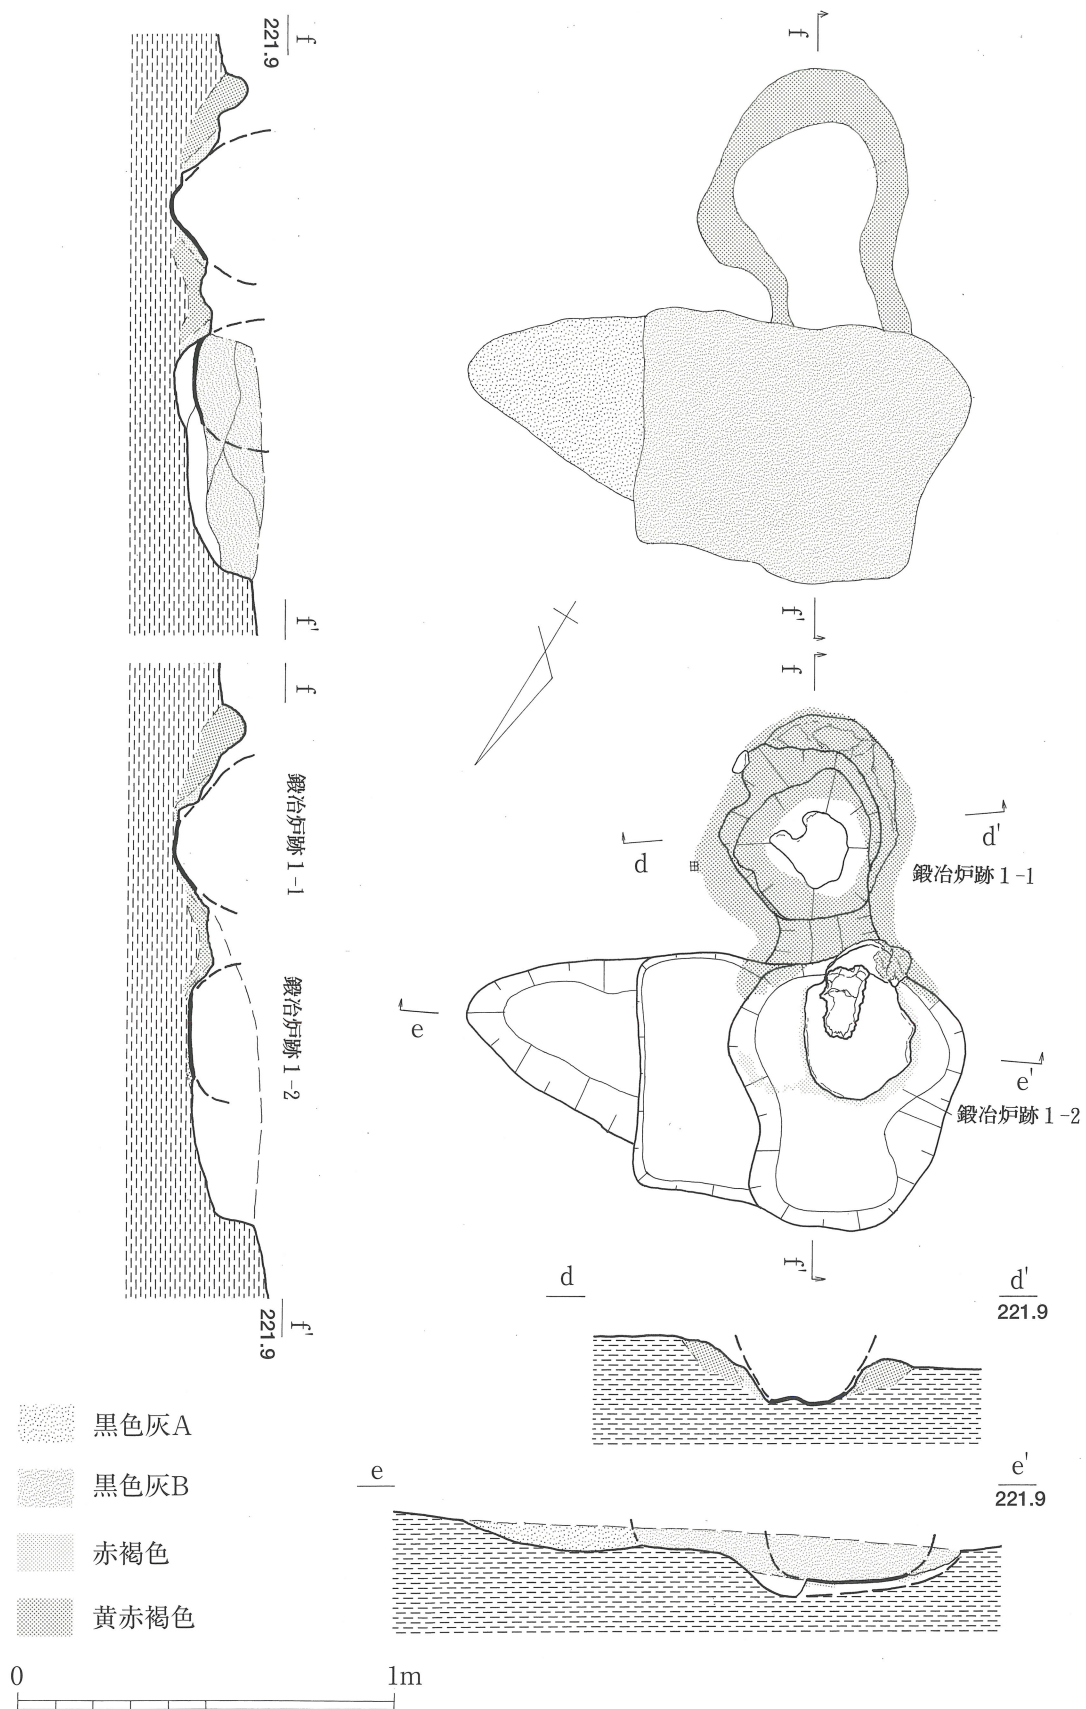 f
221.9
f
f'
f'
f
f
鍛冶炉跡1-1
d
d'
鍛冶炉跡1-1
鍛冶炉跡1-2
e
e'
鍛冶炉跡1-2
f'
f'
221.9
d
d'
221.9
e
e'
221.9
黒色灰A
黒色灰B
赤褐色
黄赤褐色
0
1m